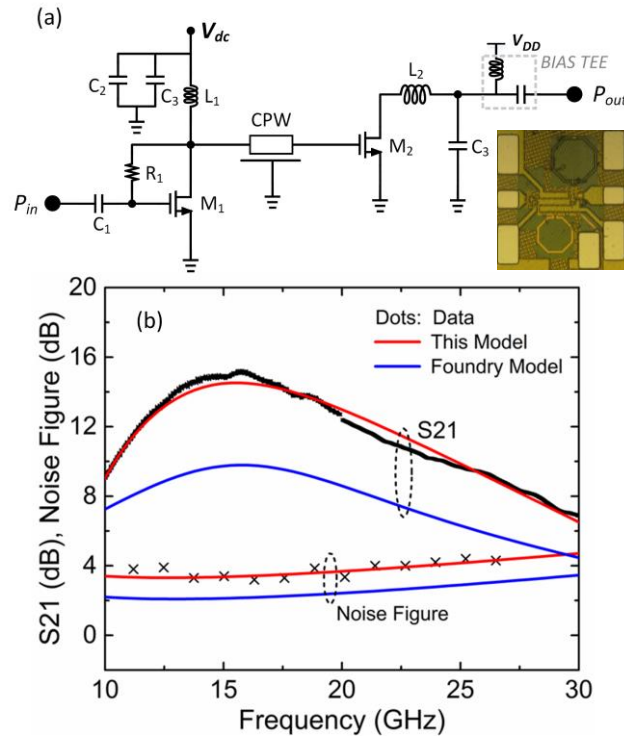 (a)
V_dc
C₂
C₃
L₁
R₁
P_in
C₁
M₁
CPW
M₂
L₂
C₃
V_DD
BIAS TEE
P_out
(b)
Dots: Data
This Model
Foundry Model
S21
Noise Figure
S21 (dB), Noise Figure (dB)
20
16
12
8
4
0
10
15
20
25
30
Frequency (GHz)